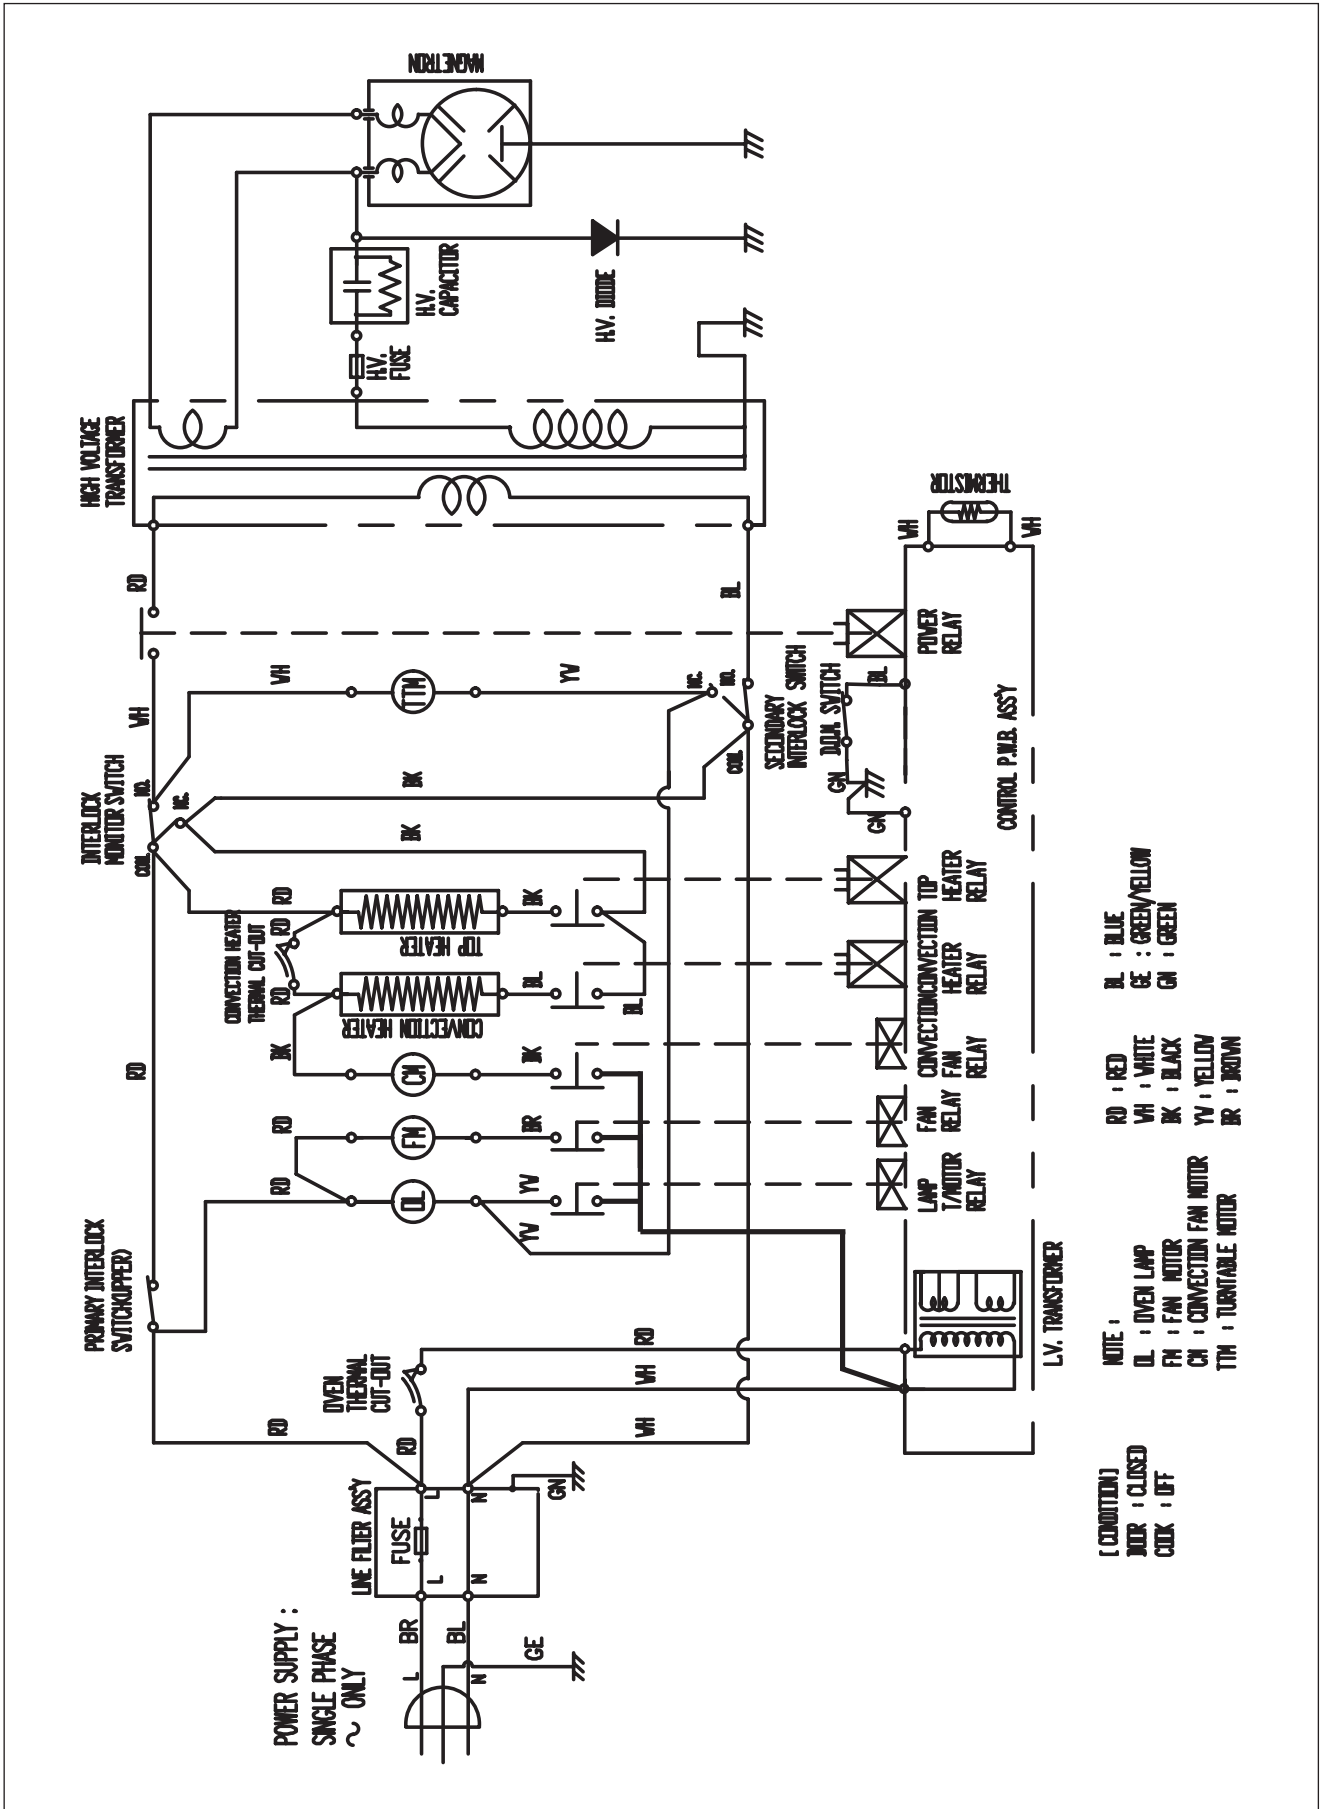 MAGNETRON
H.V.
CAPACITOR
H.V. DIODE
H.V.
FUSE
HIGH VOLTAGE
TRANSFORMER
THERMISTOR
WH
WH
RD
BL
POWER
RELAY
WH
TTM
YW
NC.
NO.
COM.
SECONDARY
INTERLOCK SWITCH
D.O.M. SWITCH
BL
GN
GN
CONTROL P.W.B. ASS'Y
WH
INTERLOCK
MONITOR SWITCH
NO.
NC.
COM.
BK
BK
RD
TOP HEATER
BK
CONVECTION HEATER
THERMAL CUT-OUT
RD
RD
CONVECTION HEATER
BL
BL
TOP
HEATER
RELAY
CONVECTION
HEATER
RELAY
CONVECTION
FAN
RELAY
CONVECTION
FAN
RELAY
LAMP
T/MOTOR
RELAY
BK
CM
BK
RD
RD
FM
BR
RD
OL
YW
YW
PRIMARY INTERLOCK
SWITCH(UPPER)
OVEN
THERMAL
CUT-OUT
RD
WH
WH
RD
RD
L.V. TRANSFORMER
LINE FILTER ASS'Y
FUSE
L
N
L
N
GN
POWER SUPPLY :
SINGLE PHASE
~ ONLY
BR
BL
L
N
GE
[CONDITION]
DOOR : CLOSED
COOK : OFF
NOTE :
OL : OVEN LAMP
FM : FAN MOTOR
CM : CONVECTION FAN MOTOR
TTM : TURNTABLE MOTOR
RD : RED
WH : WHITE
BK : BLACK
YW : YELLOW
BR : BROWN
BL : BLUE
GE : GREEN/YELLOW
GN : GREEN